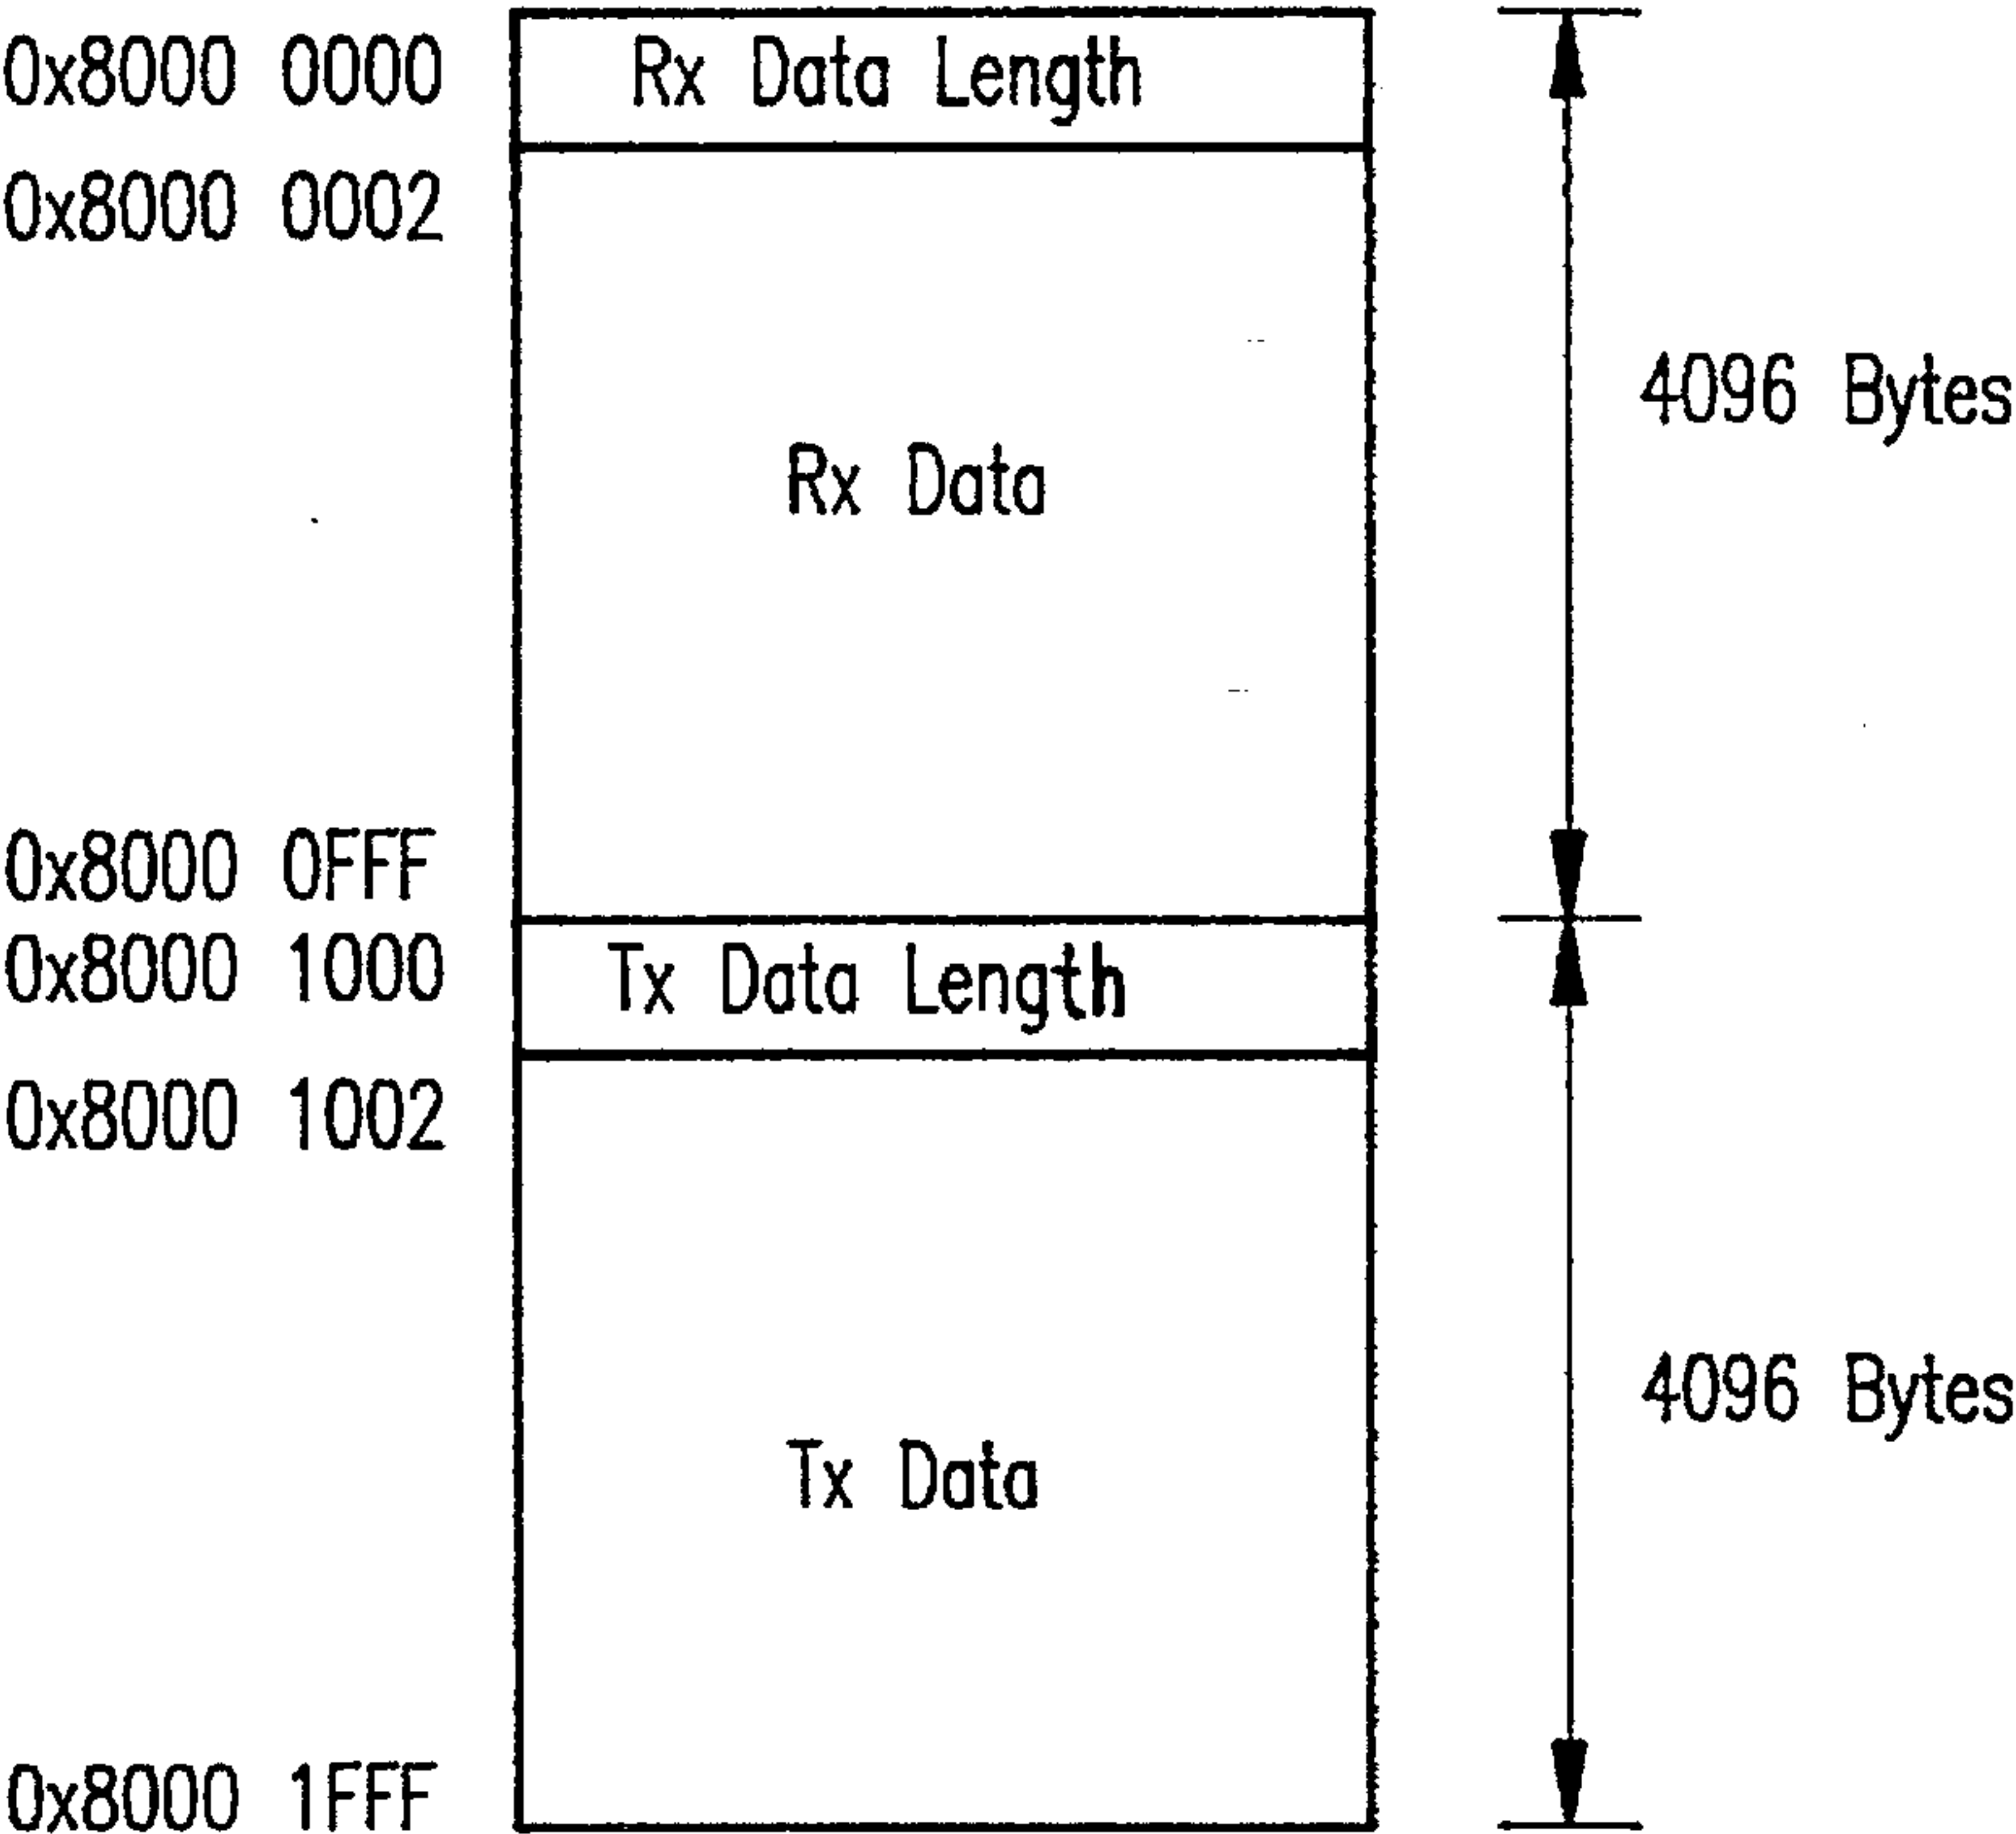 0x8000 0000 Rx Data Length
0x8000 0002
4096 Bytes
Rx Data
0x8000 0FFF
0x8000 1000 Tx Data Length
0x8000 1002
4096 Bytes
Tx Data
0x8000 1FFF